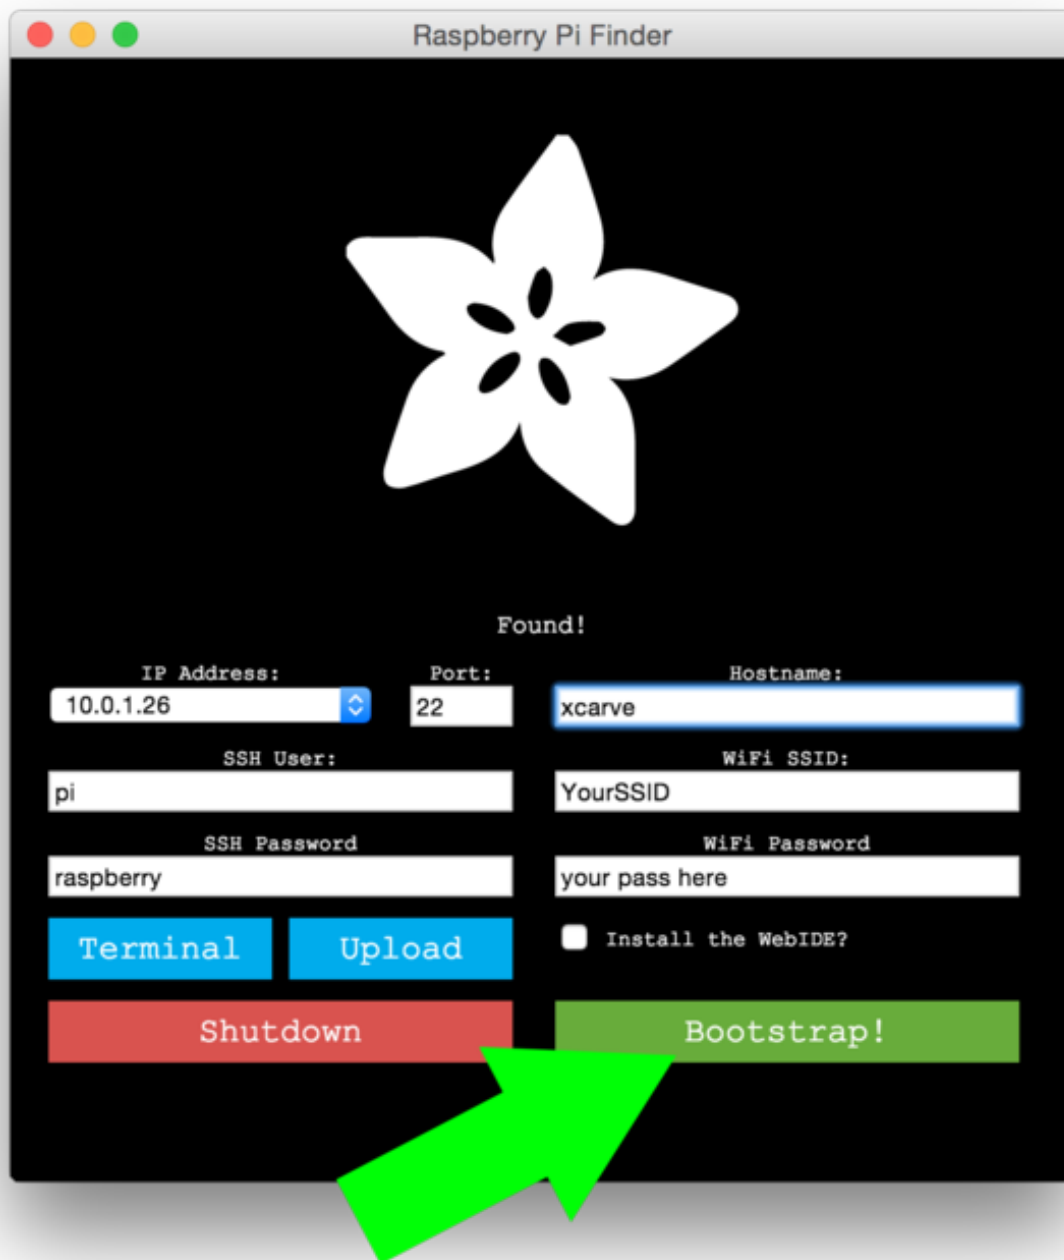 Raspberry Pi Finder
Found!
IP Address: Port: Hostname:
10.0.1.26 22 xcarve
SSH User: WiFi SSID:
pi YourSSID
SSH Password WiFi Password
raspberry your pass here
Terminal Upload Install the WebIDE?
Shutdown Bootstrap!